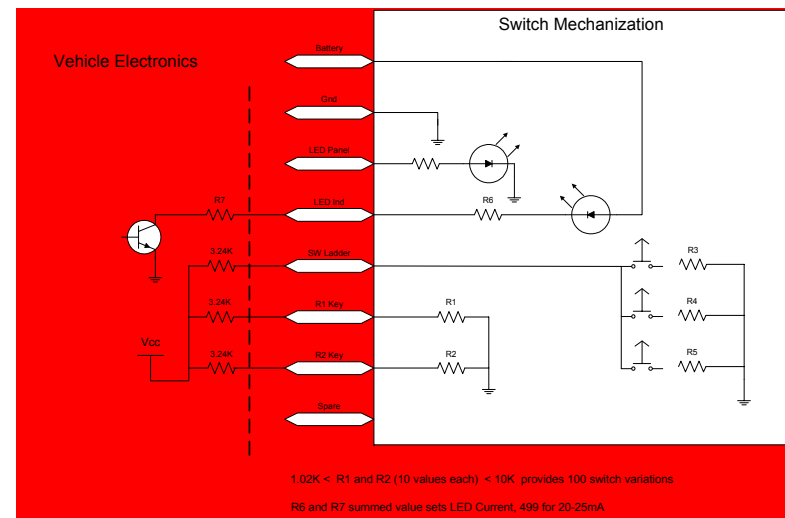 Switch Mechanization
Vehicle Electronics
Battery
Gnd
LED Panel
R7
LED Ind
R6
3.24K
SW Ladder
R3
3.24K
R1 Key
R1
R4
Vcc
3.24K
R2 Key
R2
R5
Spare
1.02K < R1 and R2 (10 values each) < 10K provides 100 switch variations
R6 and R7 summed value sets LED Current, 499 for 20-25mA